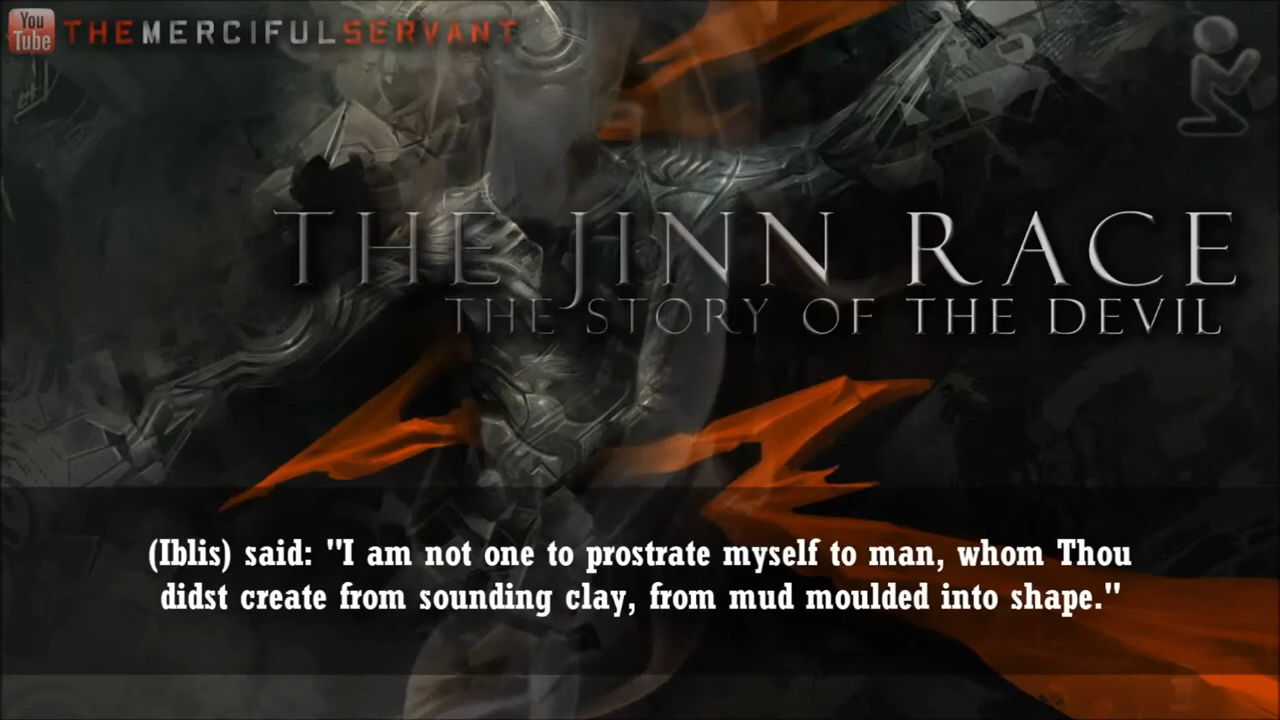 You
Tube
THEMERCIFULSERVANT
THE JINN RACE
THE STORY OF THE DEVIL
(Iblis) said: "I am not one to prostrate myself to man, whom Thou
didst create from sounding clay, from mud moulded into shape."